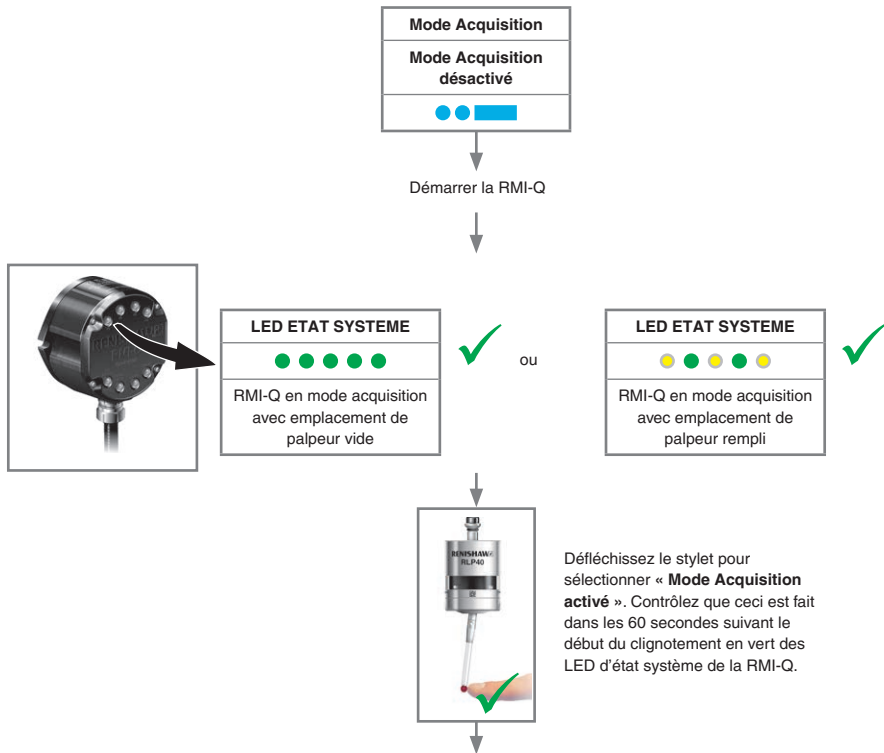 Mode Acquisition
Mode Acquisition
désactivé
Démarrer la RMI-Q
LED ETAT SYSTEME
RMI-Q en mode acquisition
avec emplacement de
palpeur vide
ou
LED ETAT SYSTEME
RMI-Q en mode acquisition
avec emplacement de
palpeur rempli
RENISHAW
RLP40
Défléchissez le stylet pour
sélectionner « Mode Acquisition
activé ». Contrôlez que ceci est fait
dans les 60 secondes suivant le
début du clignotement en vert des
LED d’état système de la RMI-Q.